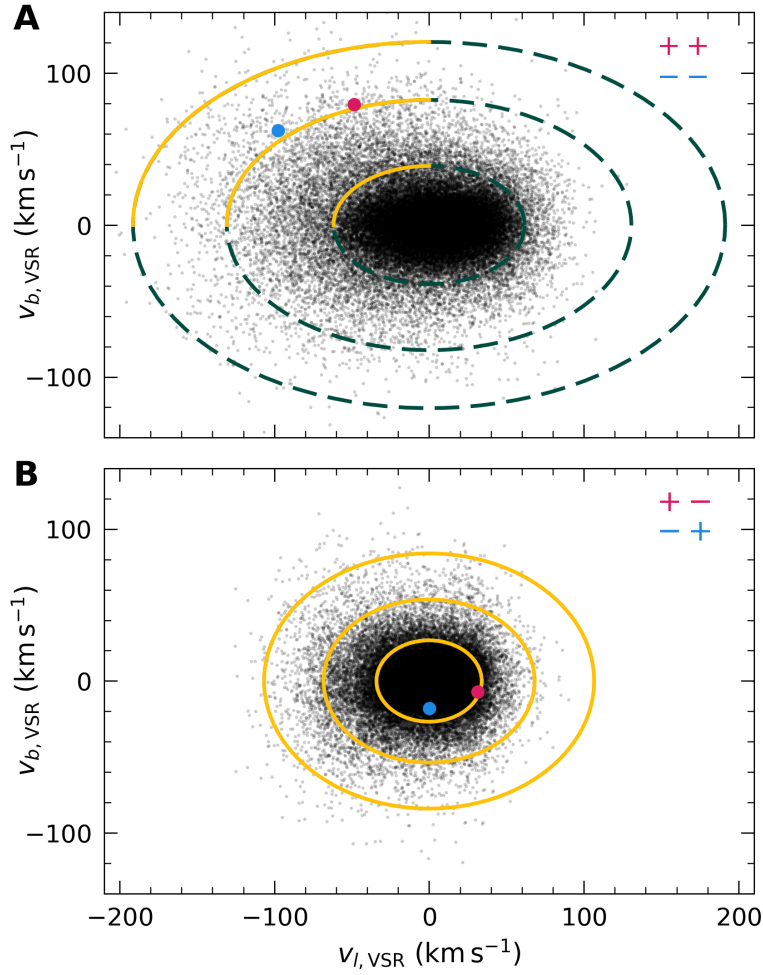 A
+ +
− −
100
0
−100
v_b, VSR (km s⁻¹)
B
+ −
− +
100
0
−100
v_b, VSR (km s⁻¹)
−200 −100 0 100 200
v_l, VSR (km s⁻¹)